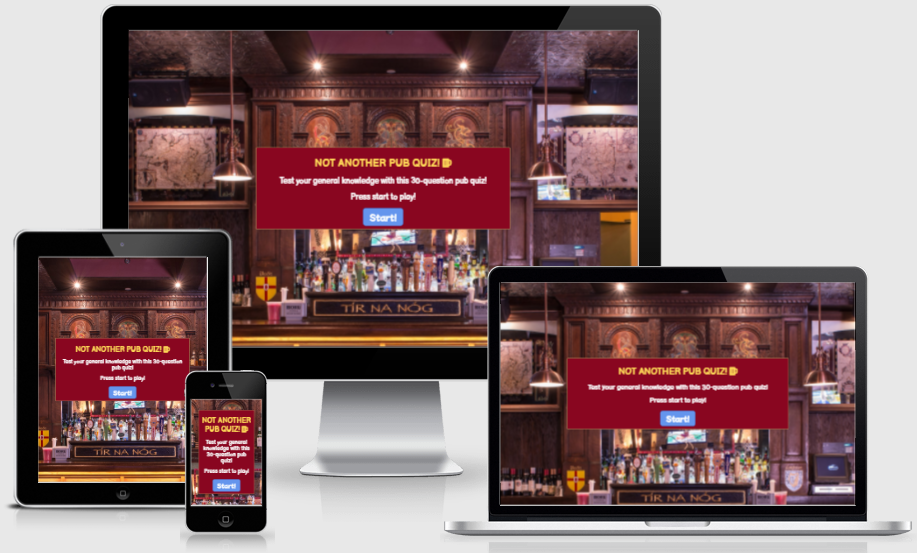 NOT ANOTHER PUB QUIZ!
Test your general knowledge with this 30-question pub quiz!
Press start to play!
Start!
TÍR NA NÓG
NOT ANOTHER PUB QUIZ!
Test your general knowledge with this 30-question
pub quiz!
Press start to play!
Start!
TÍR NA NÓG
NOT ANOTHER
PUB QUIZ!
Test your general
knowledge with this
30-question pub
quiz!
Press start to play!
Start!
NOT ANOTHER PUB QUIZ!
Test your general knowledge with this 30-question pub quiz!
Press start to play!
Start!
TÍR NA NÓG